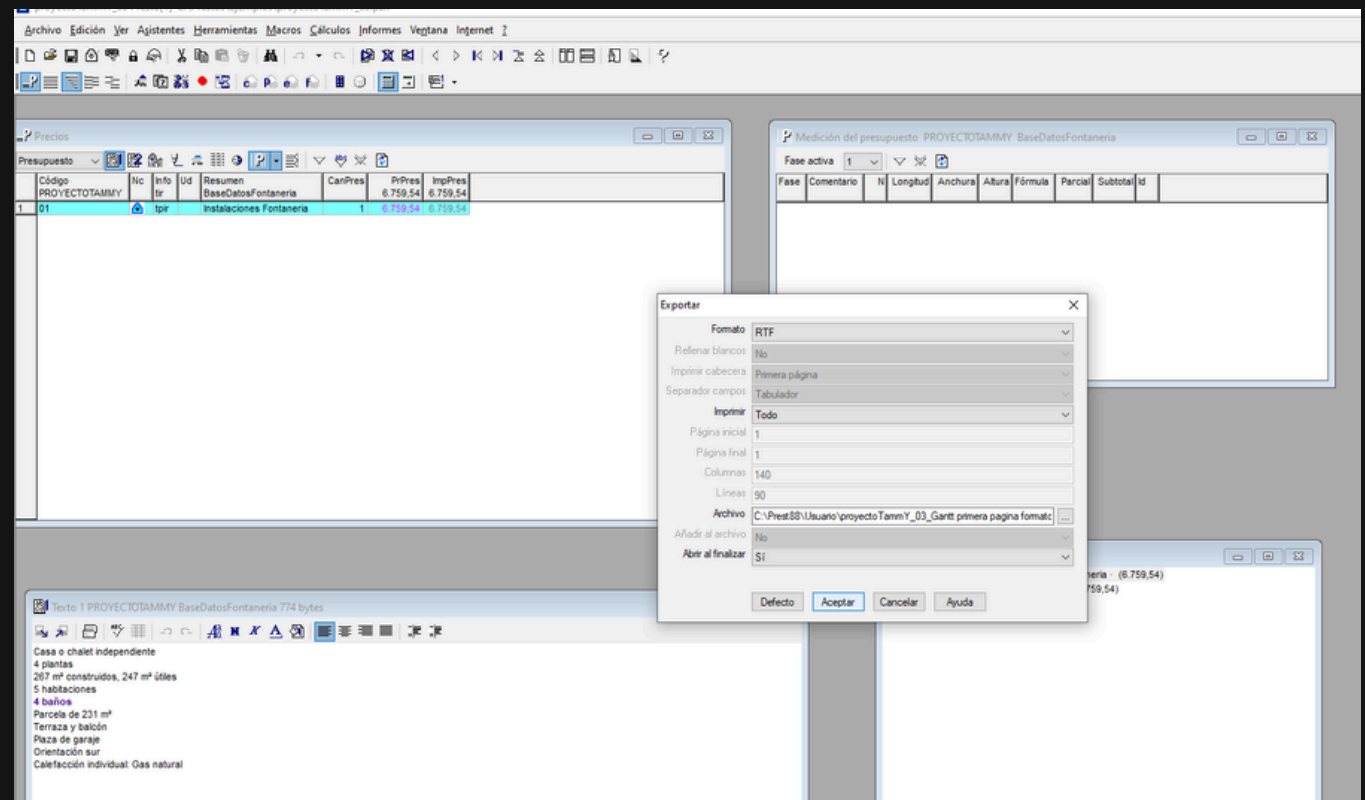 Archivo Edición Ver Asistentes Herramientas Macros Cálculos Informes Ventana Internet ?
Precios
Presupuesto
Código Nc Info Ud Resumen CanPres PrPres ImpPres
PROYECTOTAMMY tir BaseDatosFontaneria 6.759,54 6.759,54
1 01 tpir Instalaciones Fontaneria 1 6.759,54 6.759,54
Medición del presupuesto PROYECTOTAMMY BaseDatosFontaneria
Fase activa 1
Fase Comentario N Longitud Anchura Altura Fórmula Parcial Subtotal Id
Exportar
Formato RTF
Rellenar blancos No
Imprimir cabecera Primera página
Separador campos Tabulador
Imprimir Todo
Página inicial 1
Página final 1
Columnas 140
Líneas 90
Archivo C:\Prest88\Usuario\proyectoTammY_03_Gantt primera pagina formato ...
Añadir al archivo No
Abrir al finalizar Sí
Defecto Aceptar Cancelar Ayuda
neria - (6.759,54)
759,54)
Texto 1 PROYECTOTAMMY BaseDatosFontaneria 774 bytes
Casa o chalet independiente
4 plantas
267 m² construidos, 247 m² útiles
5 habitaciones
4 baños
Parcela de 231 m²
Terraza y balcón
Plaza de garaje
Orientación sur
Calefacción individual: Gas natural